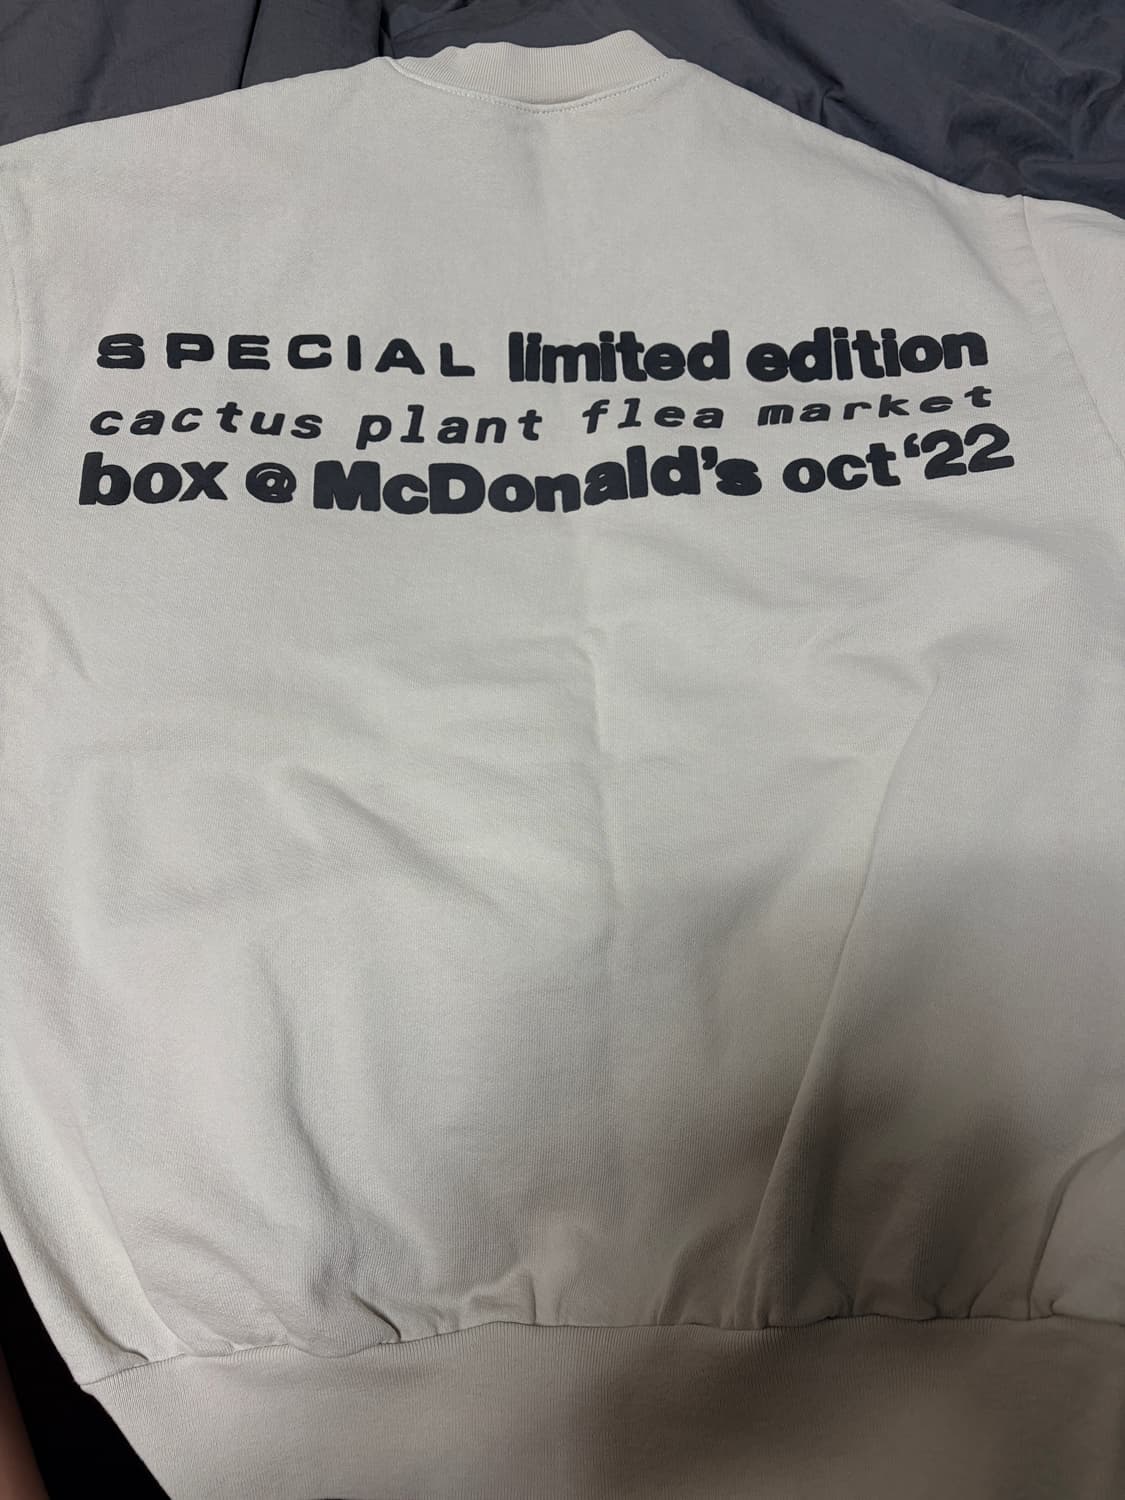 SPECIAL limited edition
cactus plant flea market
box @ McDonald's oct '22